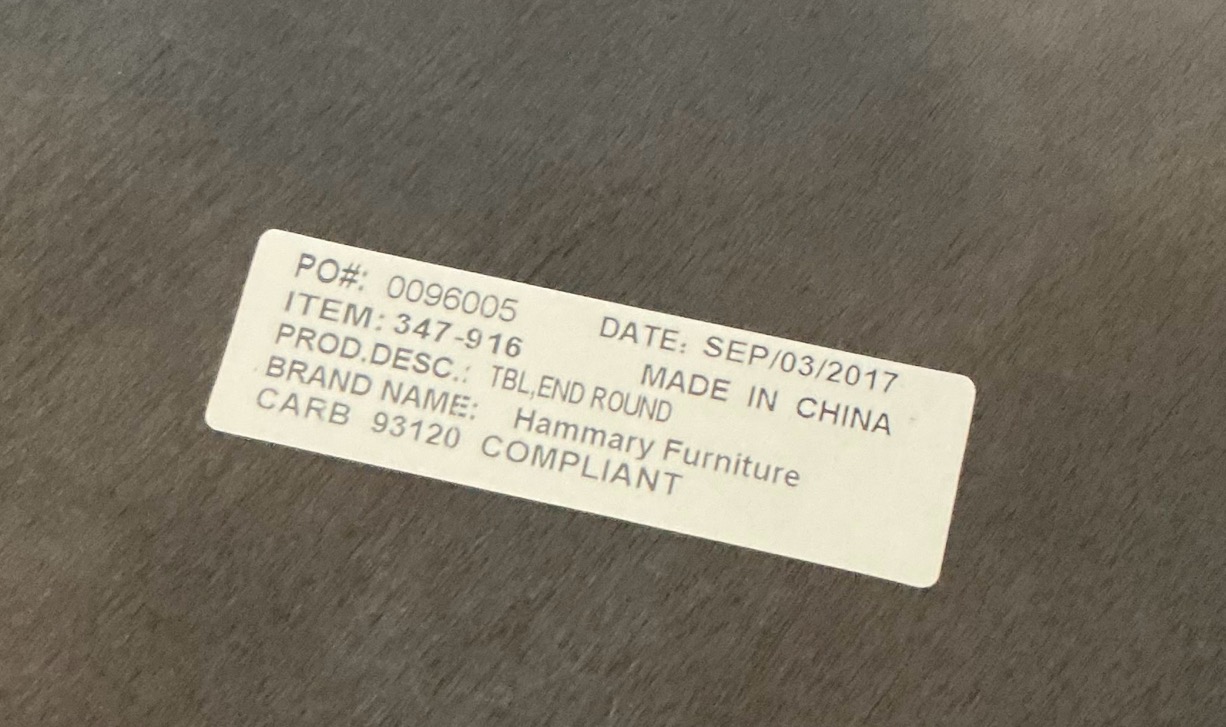 PO#: 0096005 DATE: SEP/03/2017
ITEM: 347-916 MADE IN CHINA
PROD.DESC.: TBL,END ROUND
BRAND NAME: Hammary Furniture
CARB 93120 COMPLIANT